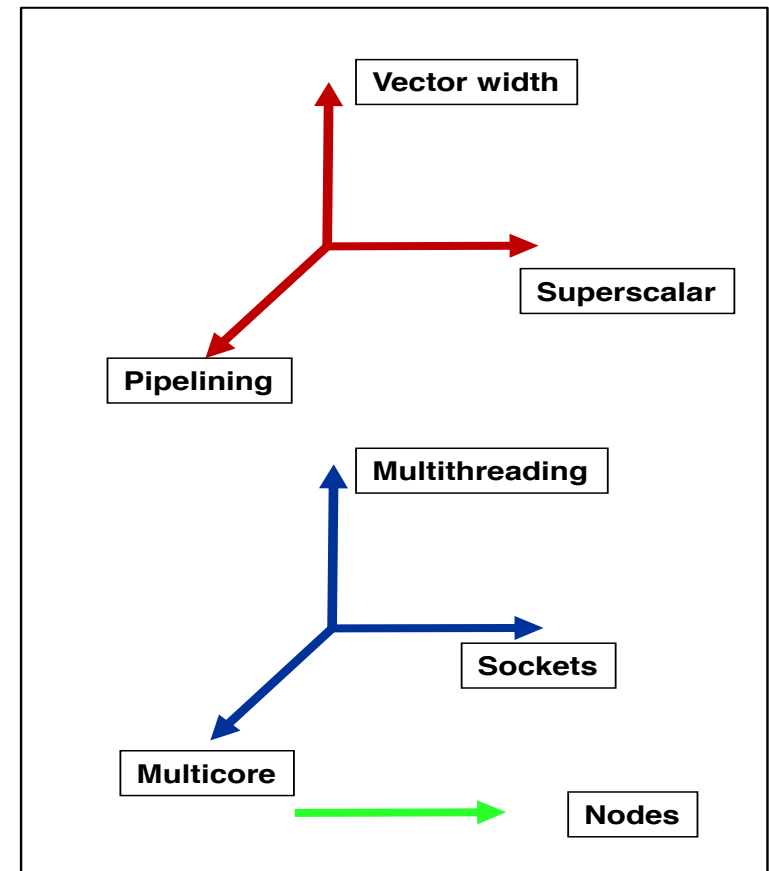 Vector width
Superscalar
Pipelining
Multithreading
Sockets
Multicore
Nodes